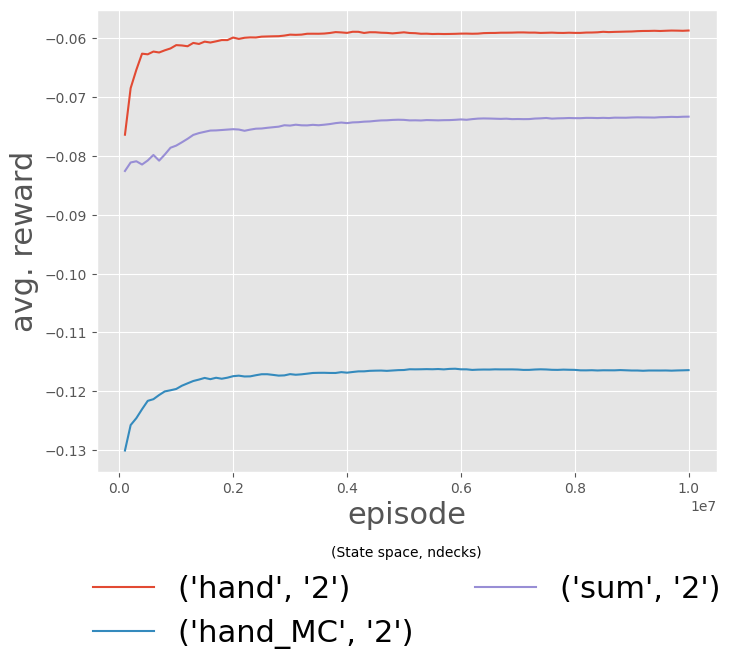 −0.06
−0.07
−0.08
−0.09
−0.10
−0.11
−0.12
−0.13
avg. reward
0.0 0.2 0.4 0.6 0.8 1.0
1e7
episode
(State space, ndecks)
('hand', '2') ('sum', '2')
('hand_MC', '2')